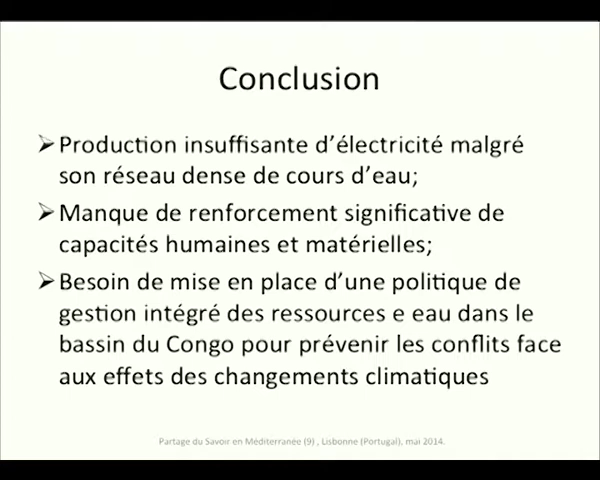 Conclusion
➢Production insuffisante d'électricité malgré
son réseau dense de cours d'eau;
➢Manque de renforcement significative de
capacités humaines et matérielles;
➢Besoin de mise en place d'une politique de
gestion intégré des ressources e eau dans le
bassin du Congo pour prévenir les conflits face
aux effets des changements climatiques
Partage du Savoir en Méditerranée (9) , Lisbonne (Portugal), mai 2014.